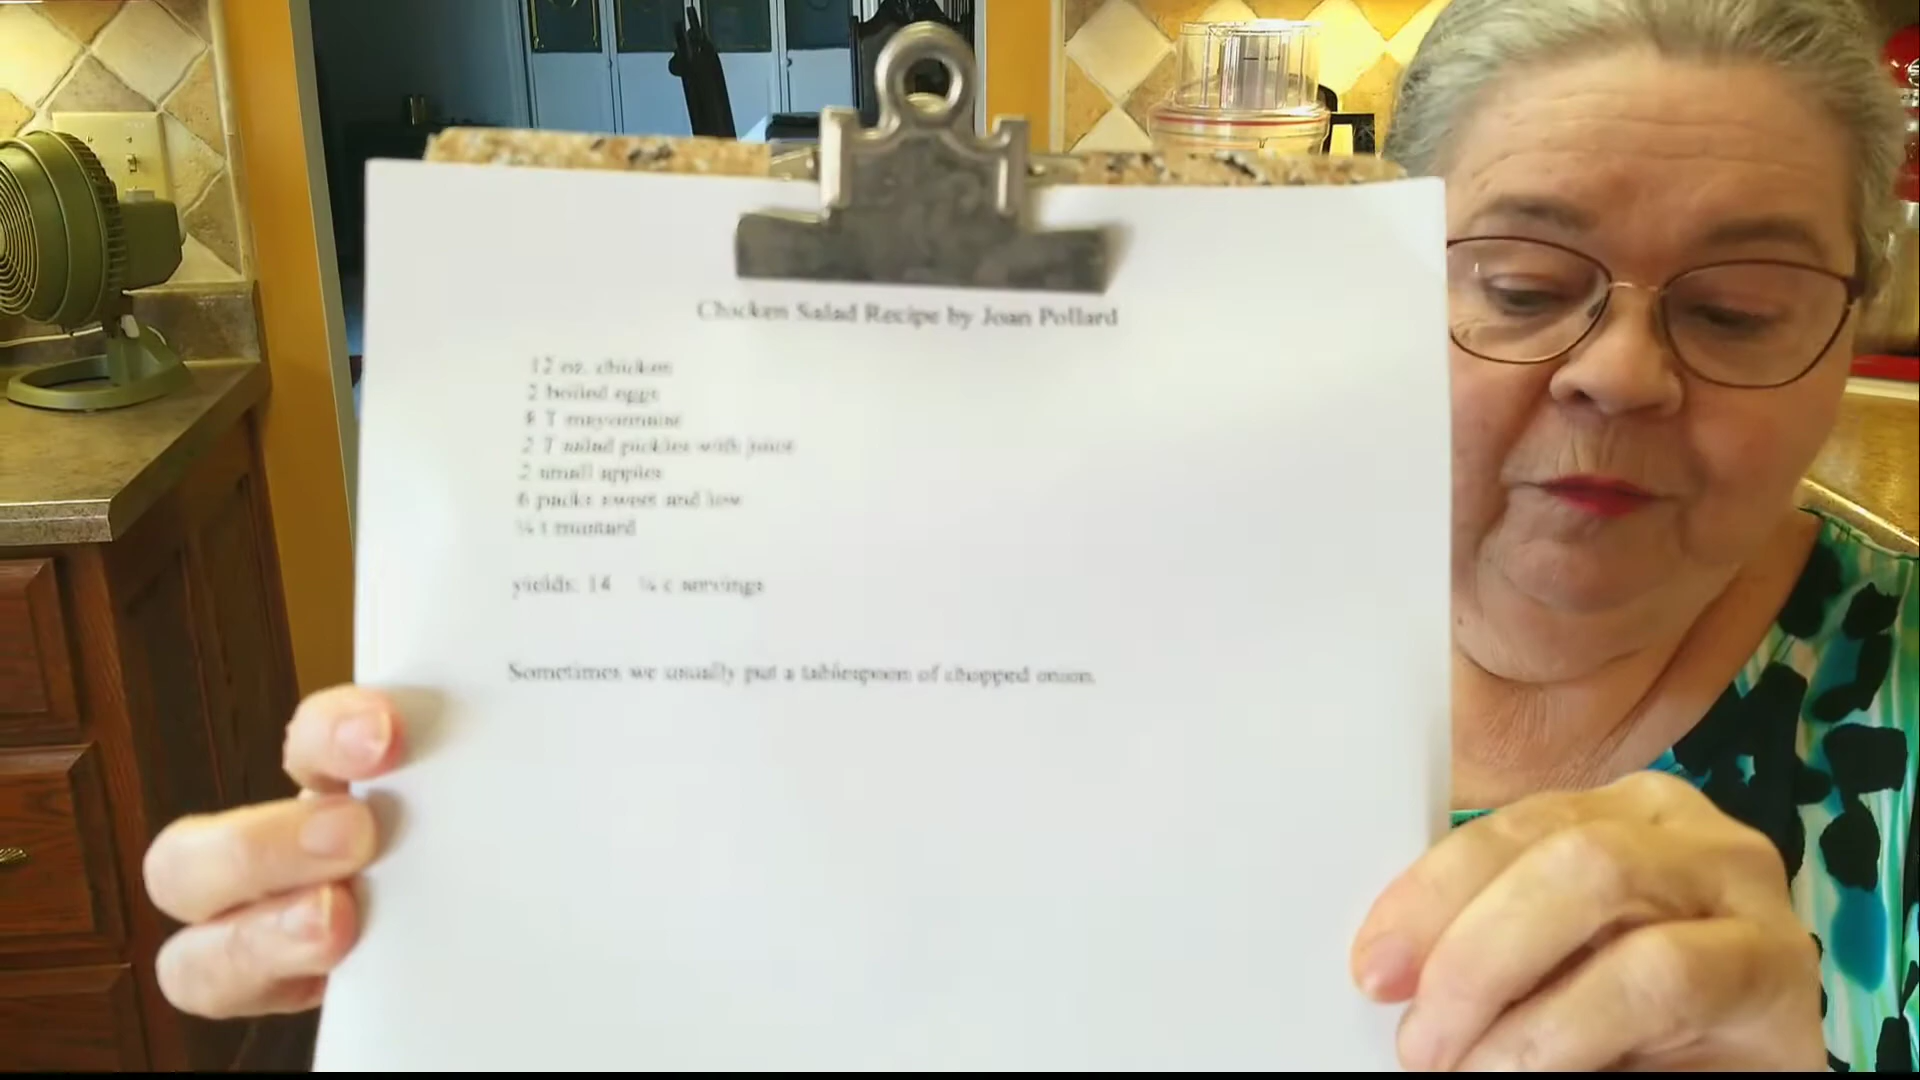 Chicken Salad Recipe by Joan Pollard
12 oz. chicken
2 boiled eggs
8 T mayonnaise
2 T salad pickles with juice
2 small apples
6 packs sweet and low
t mustard
yields: 14 ¼ c servings
Sometimes we usually put a tablespoon of chopped onion.